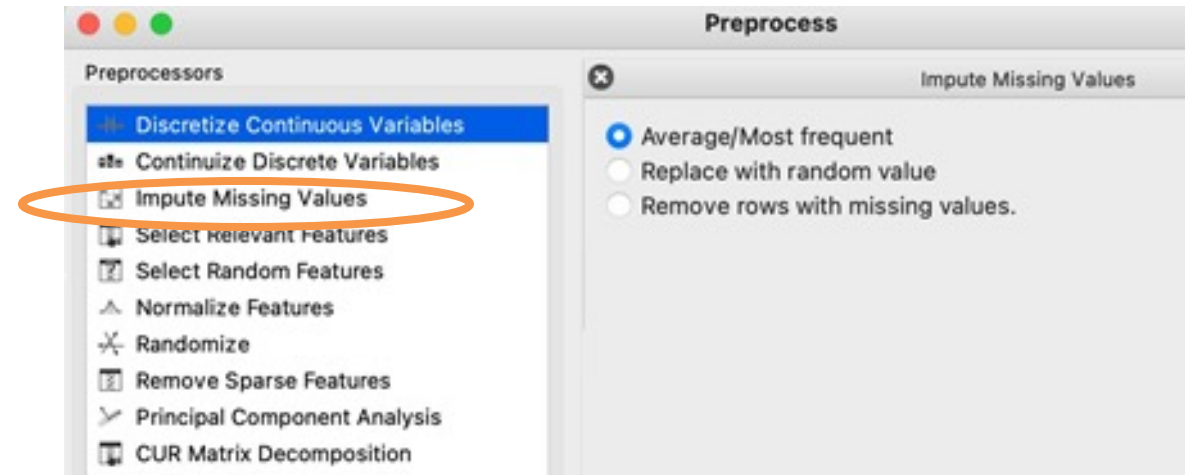 Preprocess
Preprocessors
Discretize Continuous Variables
Continuize Discrete Variables
Impute Missing Values
Select Relevant Features
Select Random Features
Normalize Features
Randomize
Remove Sparse Features
Principal Component Analysis
CUR Matrix Decomposition
Impute Missing Values
Average/Most frequent
Replace with random value
Remove rows with missing values.